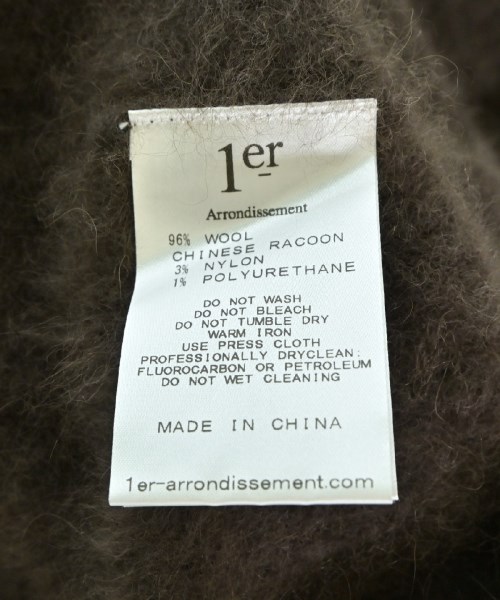 1er
Arrondissement
96% WOOL
CHINESE RACOON
3% NYLON
1% POLYURETHANE
DO NOT WASH
DO NOT BLEACH
DO NOT TUMBLE DRY
WARM IRON
USE PRESS CLOTH
PROFESSIONALLY DRYCLEAN:
FLUOROCARBON OR PETROLEUM
DO NOT WET CLEANING
MADE IN CHINA
1er-arrondissement.com